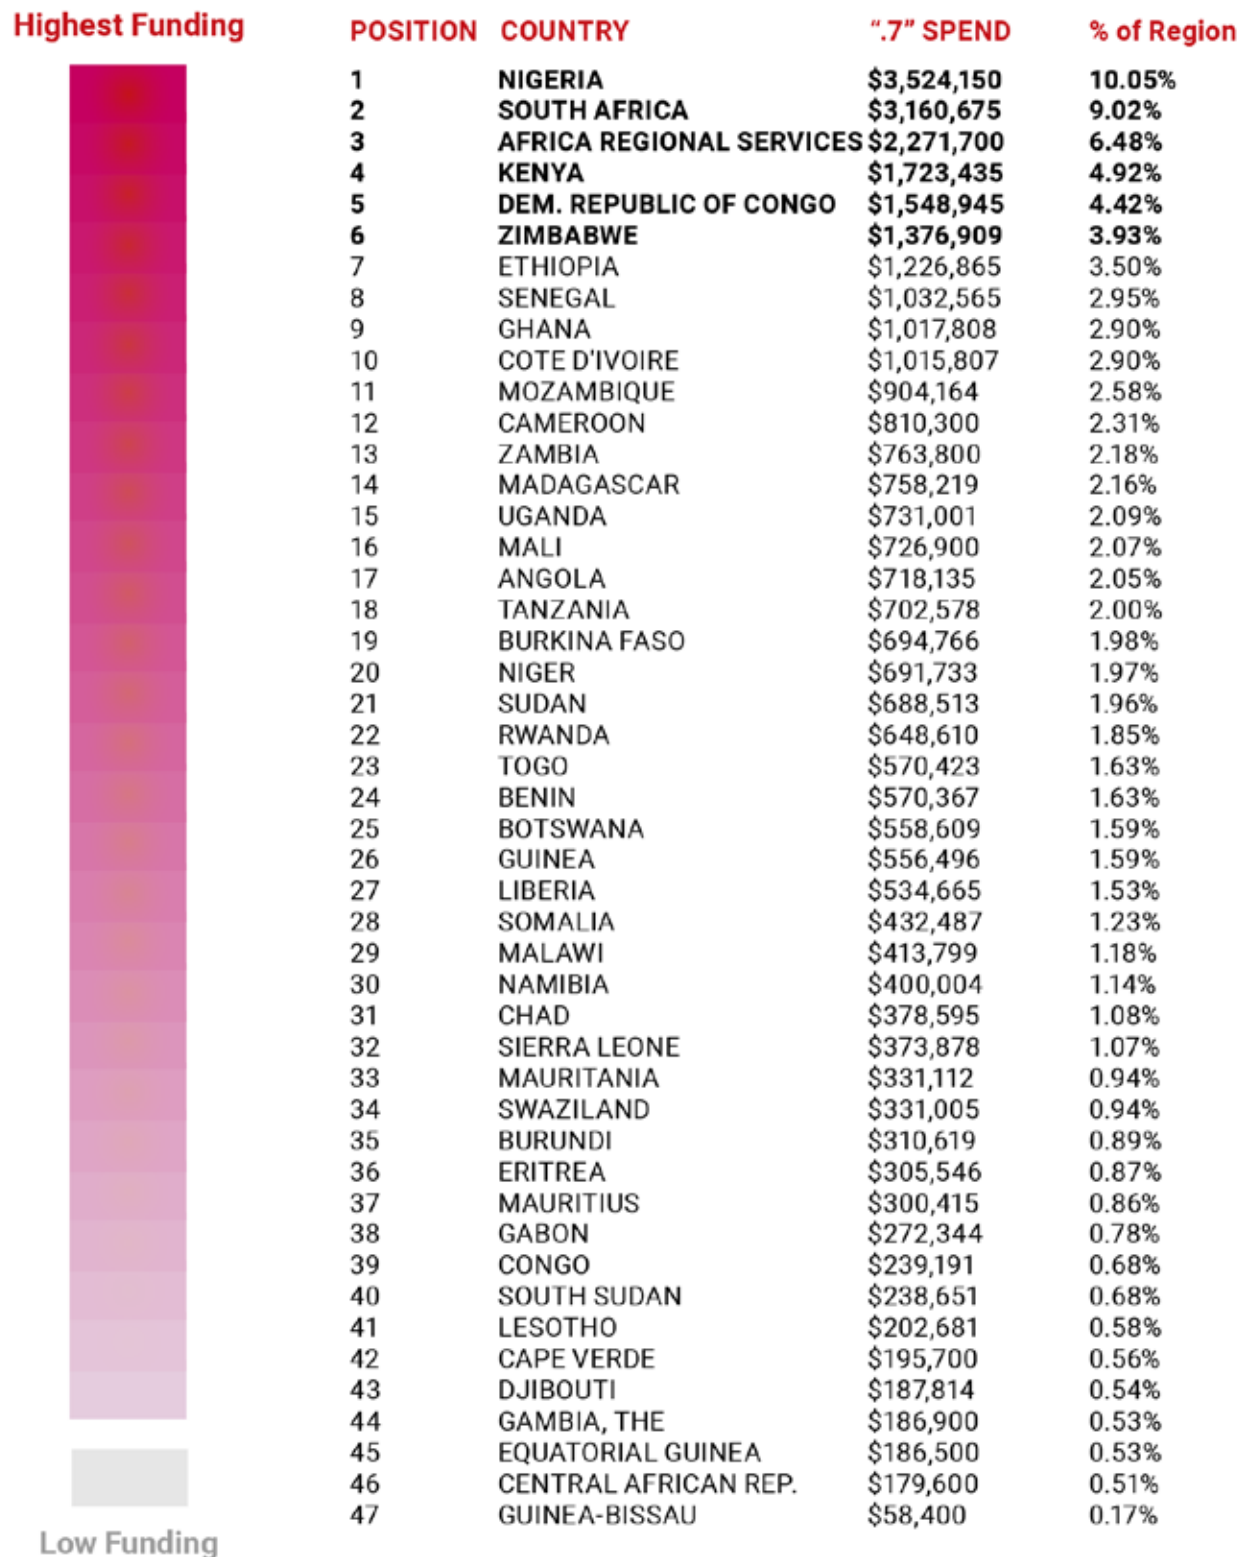 Highest Funding
POSITION COUNTRY “.7” SPEND % of Region
1 NIGERIA $3,524,150 10.05%
2 SOUTH AFRICA $3,160,675 9.02%
3 AFRICA REGIONAL SERVICES $2,271,700 6.48%
4 KENYA $1,723,435 4.92%
5 DEM. REPUBLIC OF CONGO $1,548,945 4.42%
6 ZIMBABWE $1,376,909 3.93%
7 ETHIOPIA $1,226,865 3.50%
8 SENEGAL $1,032,565 2.95%
9 GHANA $1,017,808 2.90%
10 COTE D'IVOIRE $1,015,807 2.90%
11 MOZAMBIQUE $904,164 2.58%
12 CAMEROON $810,300 2.31%
13 ZAMBIA $763,800 2.18%
14 MADAGASCAR $758,219 2.16%
15 UGANDA $731,001 2.09%
16 MALI $726,900 2.07%
17 ANGOLA $718,135 2.05%
18 TANZANIA $702,578 2.00%
19 BURKINA FASO $694,766 1.98%
20 NIGER $691,733 1.97%
21 SUDAN $688,513 1.96%
22 RWANDA $648,610 1.85%
23 TOGO $570,423 1.63%
24 BENIN $570,367 1.63%
25 BOTSWANA $558,609 1.59%
26 GUINEA $556,496 1.59%
27 LIBERIA $534,665 1.53%
28 SOMALIA $432,487 1.23%
29 MALAWI $413,799 1.18%
30 NAMIBIA $400,004 1.14%
31 CHAD $378,595 1.08%
32 SIERRA LEONE $373,878 1.07%
33 MAURITANIA $331,112 0.94%
34 SWAZILAND $331,005 0.94%
35 BURUNDI $310,619 0.89%
36 ERITREA $305,546 0.87%
37 MAURITIUS $300,415 0.86%
38 GABON $272,344 0.78%
39 CONGO $239,191 0.68%
40 SOUTH SUDAN $238,651 0.68%
41 LESOTHO $202,681 0.58%
42 CAPE VERDE $195,700 0.56%
43 DJIBOUTI $187,814 0.54%
44 GAMBIA, THE $186,900 0.53%
45 EQUATORIAL GUINEA $186,500 0.53%
46 CENTRAL AFRICAN REP. $179,600 0.51%
47 GUINEA-BISSAU $58,400 0.17%
Low Funding